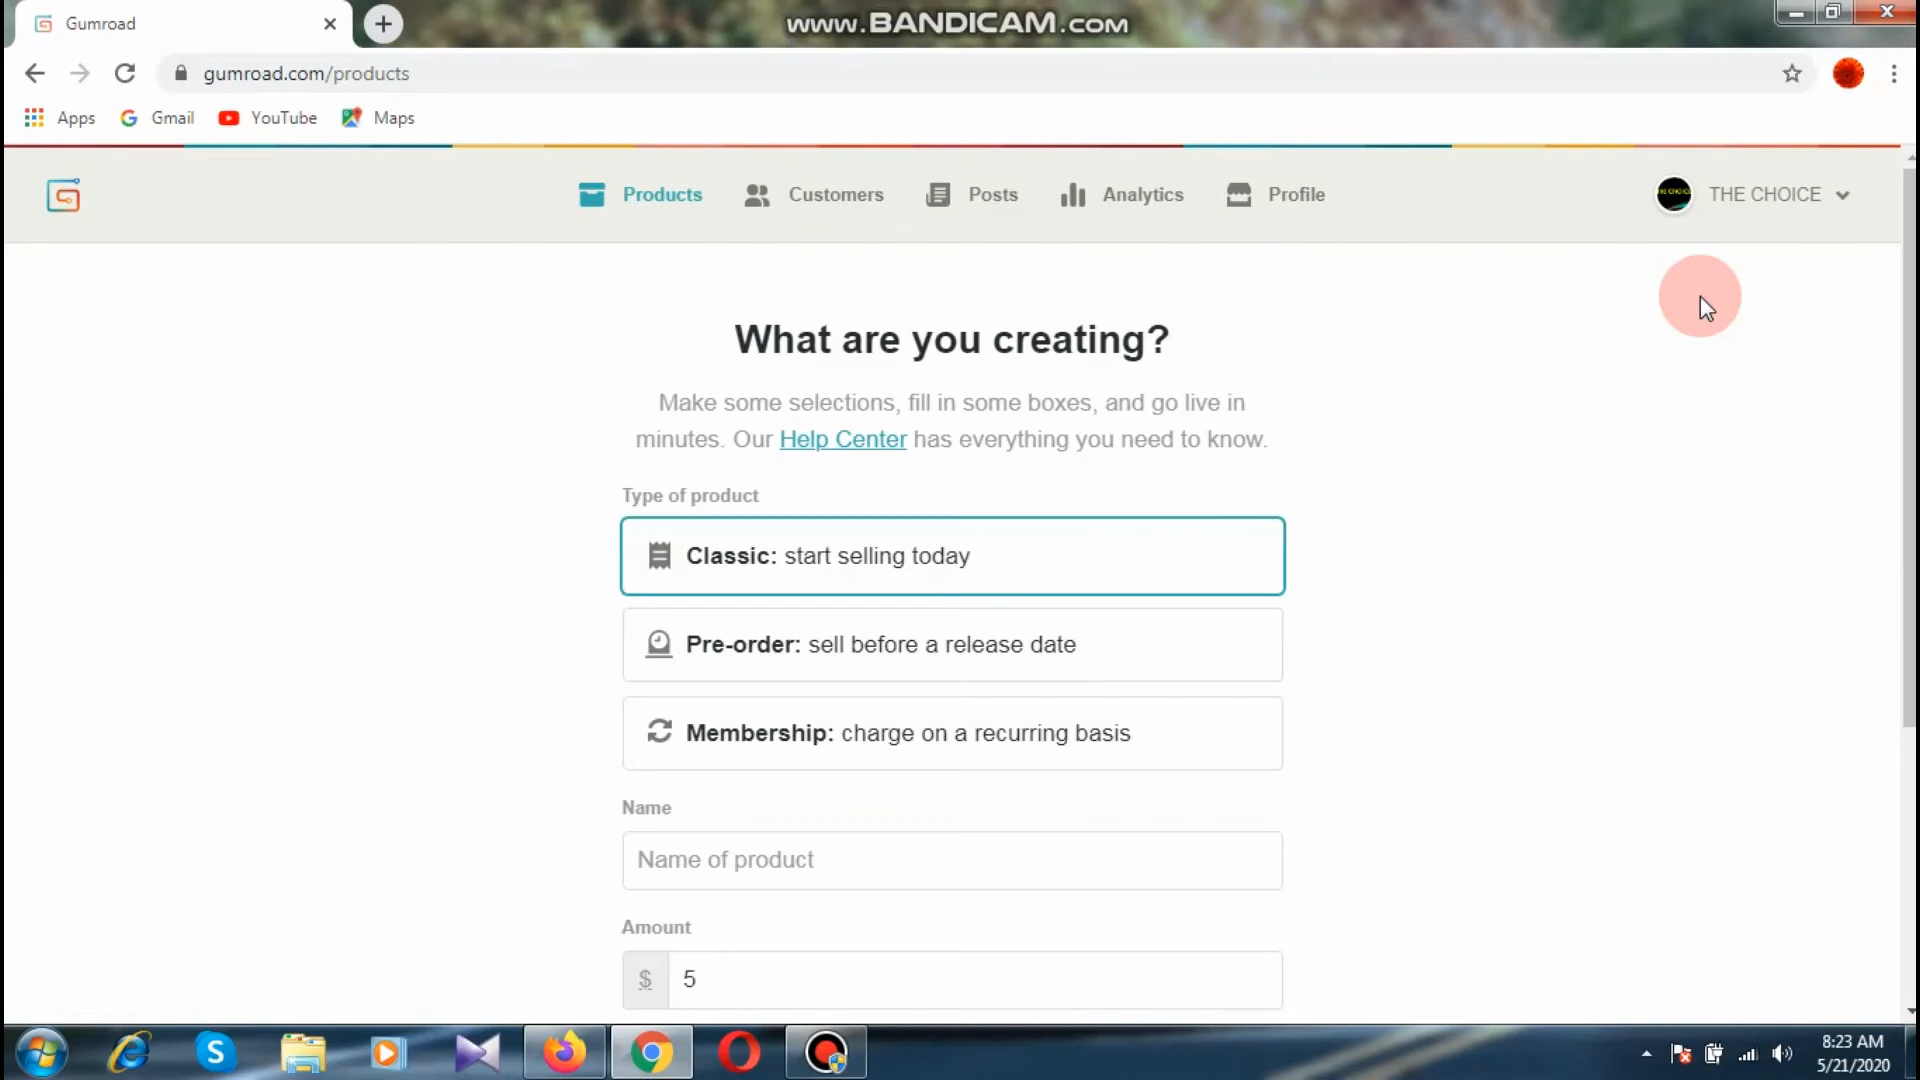 Gumroad
www.BANDICAM.com
gumroad.com/products
Apps
Gmail
YouTube
Maps
Products
Customers
Posts
Analytics
Profile
THE CHOICE
THE CHOICE
What are you creating?
Make some selections, fill in some boxes, and go live in
minutes. Our Help Center has everything you need to know.
Type of product
Classic: start selling today
Pre-order: sell before a release date
Membership: charge on a recurring basis
Name
Name of product
Amount
$ 5
8:23 AM
5/21/2020